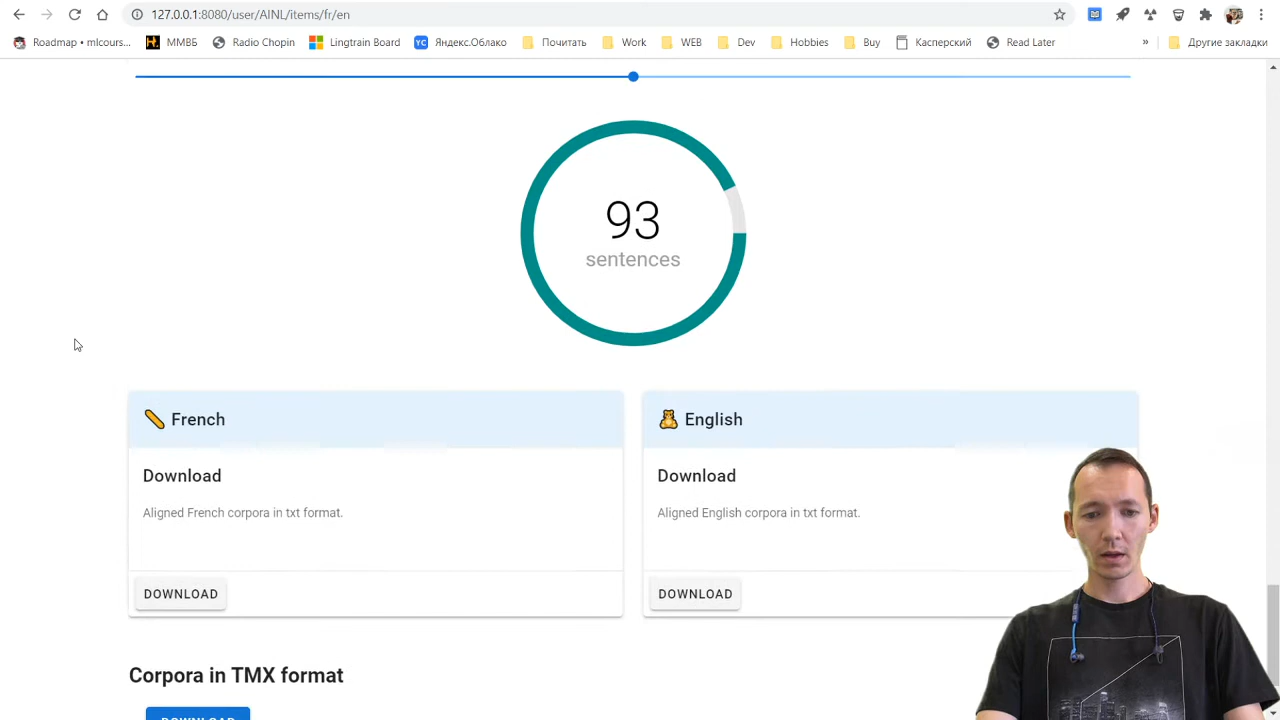 127.0.0.1:8080/user/AINL/items/fr/en
Roadmap • mlcours...
ММВБ
Radio Chopin
Lingtrain Board
Яндекс.Облако
Почитать
Work
WEB
Dev
Hobbies
Buy
Касперский
Read Later
»
Другие закладки
93
sentences
French
English
Download
Download
Aligned French corpora in txt format.
Aligned English corpora in txt format.
DOWNLOAD
DOWNLOAD
Corpora in TMX format
DOWNLOAD